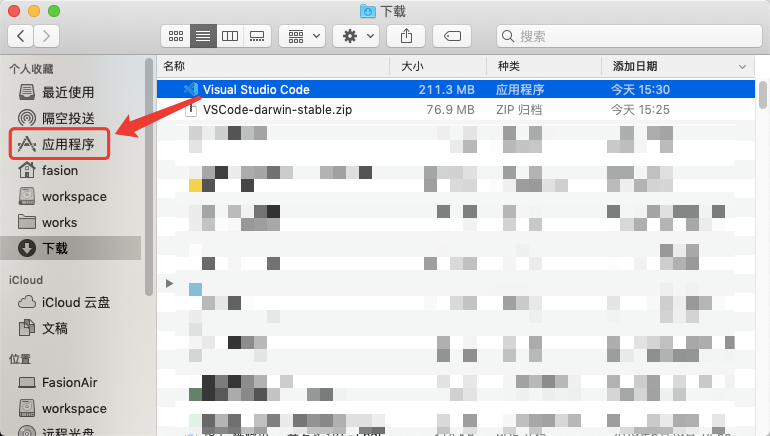 下载
搜索
个人收藏
名称 大小 种类 添加日期
最近使用
Visual Studio Code 211.3 MB 应用程序 今天 15:30
隔空投送
VSCode-darwin-stable.zip 76.9 MB ZIP 归档 今天 15:25
应用程序
fasion
workspace
works
下载
iCloud
iCloud 云盘
文稿
位置
FasionAir
workspace
远程光盘